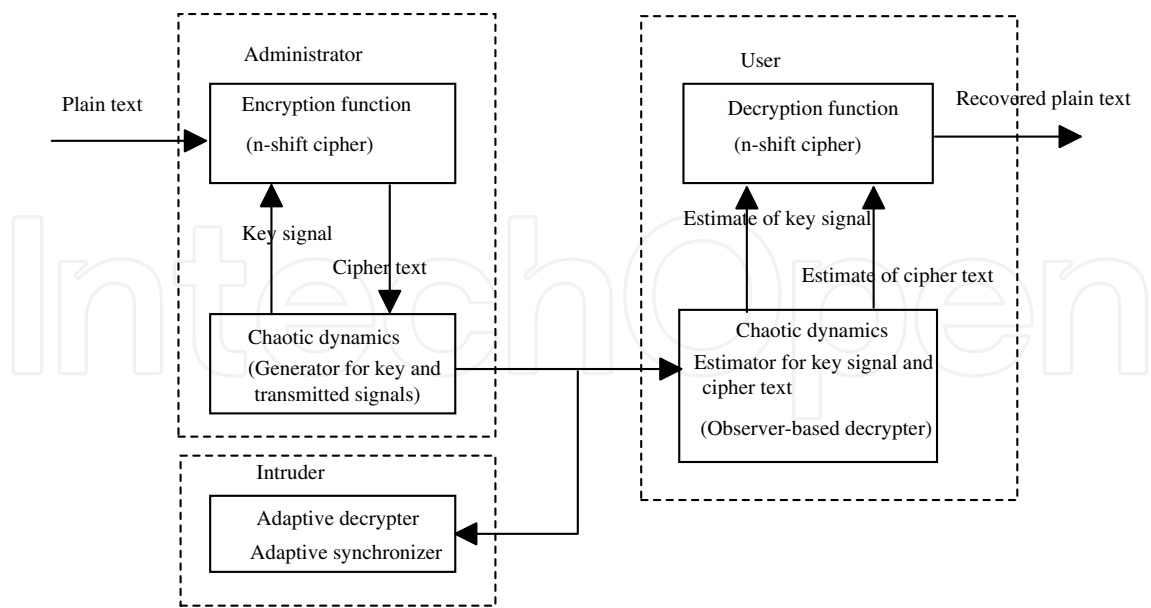 Administrator
Plain text
Encryption function
(n-shift cipher)
Key signal
Cipher text
Chaotic dynamics
(Generator for key and
transmitted signals)
Intruder
Adaptive decrypter
Adaptive synchronizer
User
Decryption function
(n-shift cipher)
Recovered plain text
Estimate of key signal
Estimate of cipher text
Chaotic dynamics
Estimator for key signal and
cipher text
(Observer-based decrypter)
IntechOpen